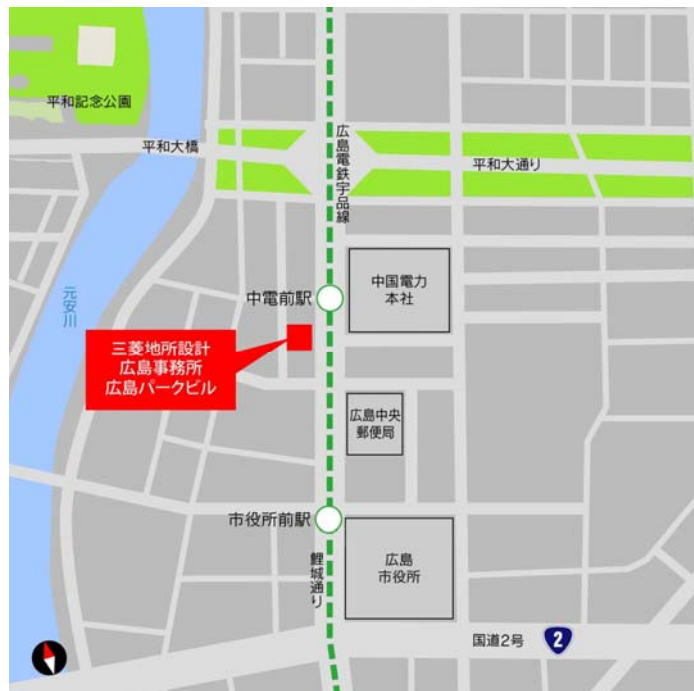 平和記念公園
平和大橋
広島電鉄宇品線
平和大通り
元安川
中電前駅
中国電力
本社
三菱地所設計
広島事務所
広島パークビル
広島中央
郵便局
市役所前駅
鯉城通り
広島
市役所
国道2号
2